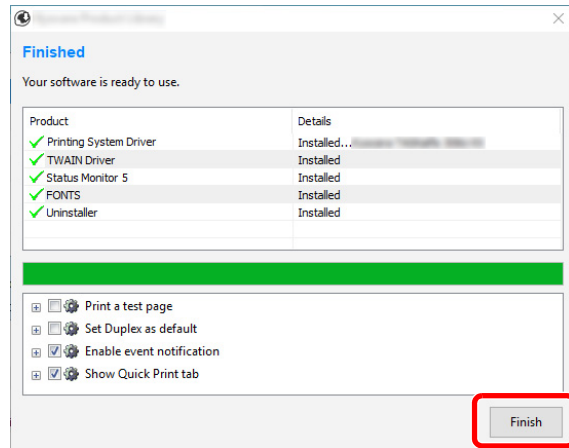 Finished
Your software is ready to use.
Product Details
Printing System Driver Installed...
TWAIN Driver Installed
Status Monitor 5 Installed
FONTS Installed
Uninstaller Installed
Print a test page
Set Duplex as default
Enable event notification
Show Quick Print tab
Finish